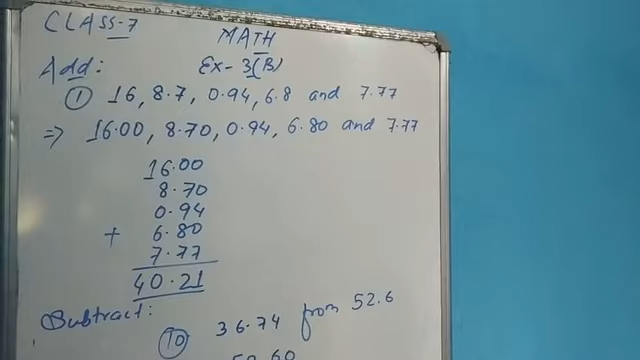 CLASS-7
MATH
Add: Ex-3(B)
① 16, 8.7, 0.94, 6.8 and 7.77
⇒ 16.00, 8.70, 0.94, 6.80 and 7.77
16.00
8.70
0.94
+ 6.80
7.77
40.21
Subtract:
⑩ 36.74 from 52.6
52.60